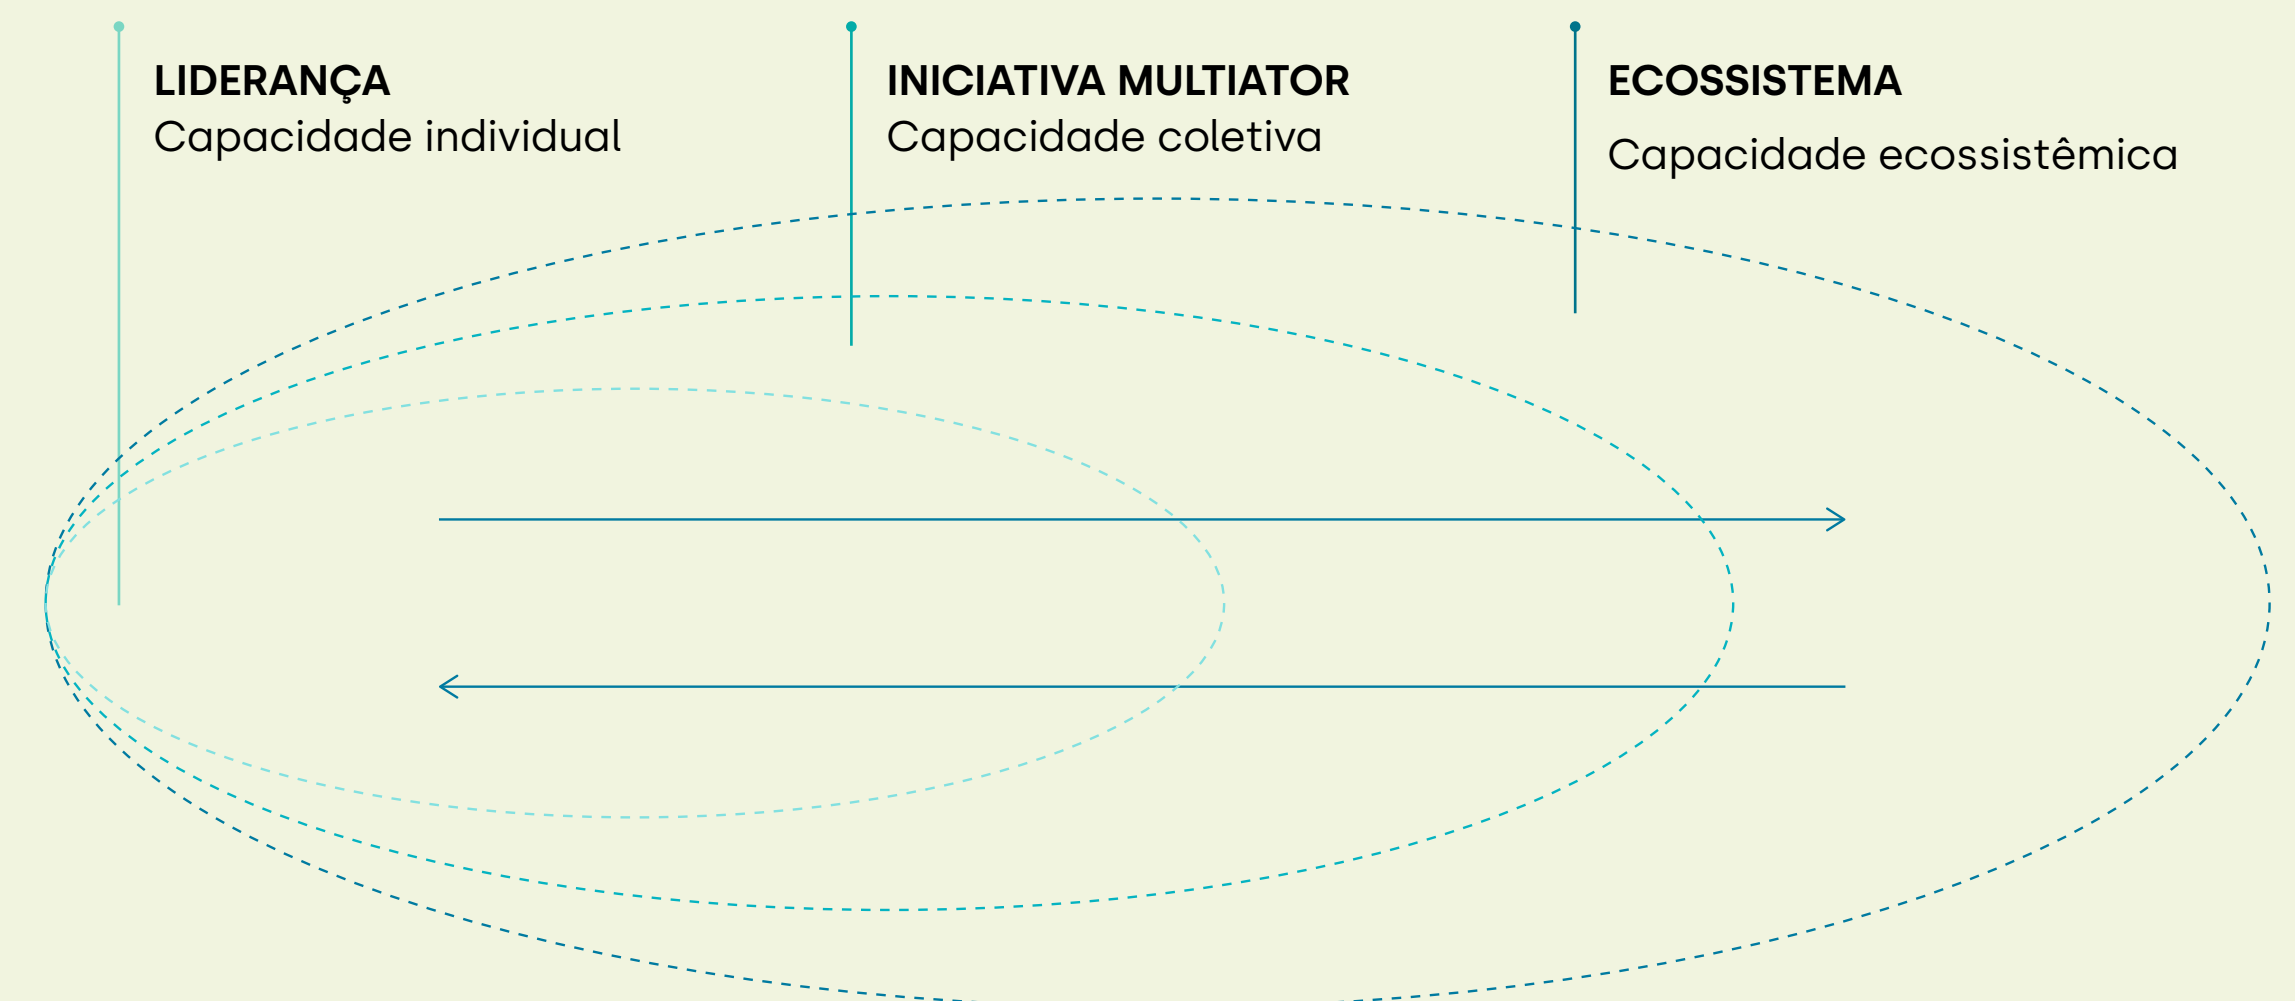 LIDERANÇA
Capacidade individual
INICIATIVA MULTIATOR
Capacidade coletiva
ECOSSISTEMA
Capacidade ecossistêmica